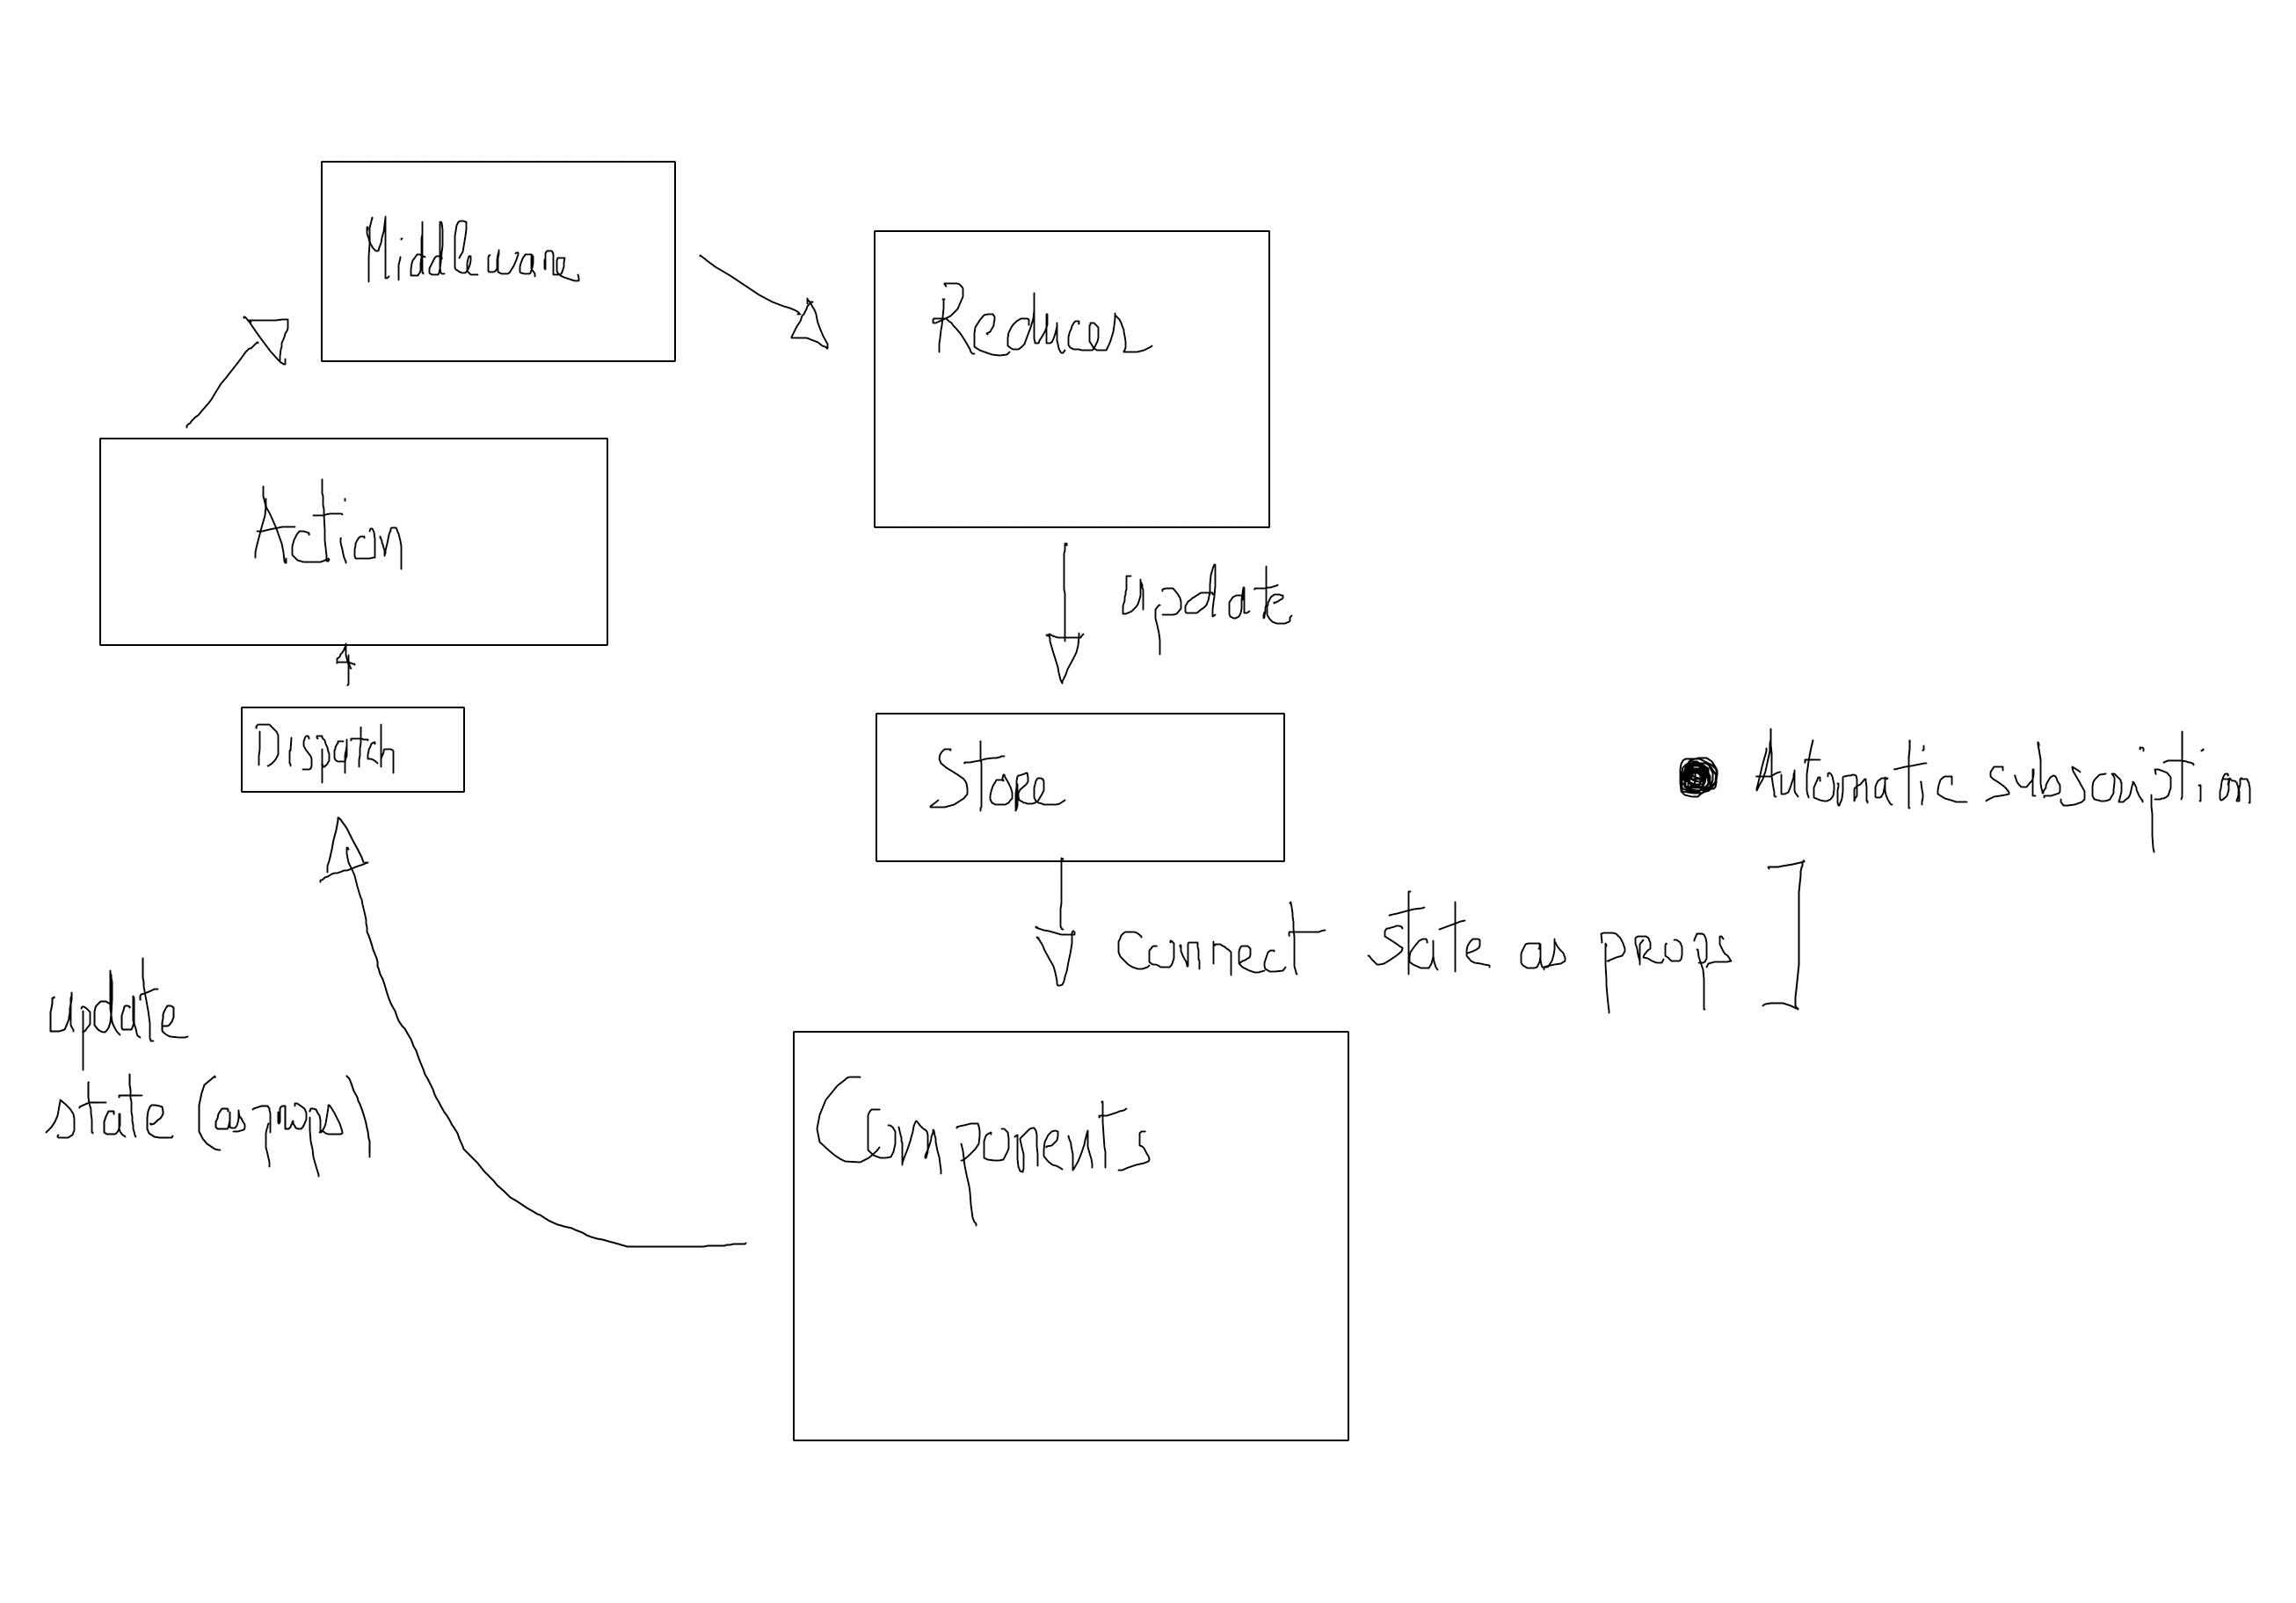 Middleware
Reducer
Action
update
Dispatch
Store
Automatic subscription
connect state as props ]
update
state (as props)
Components